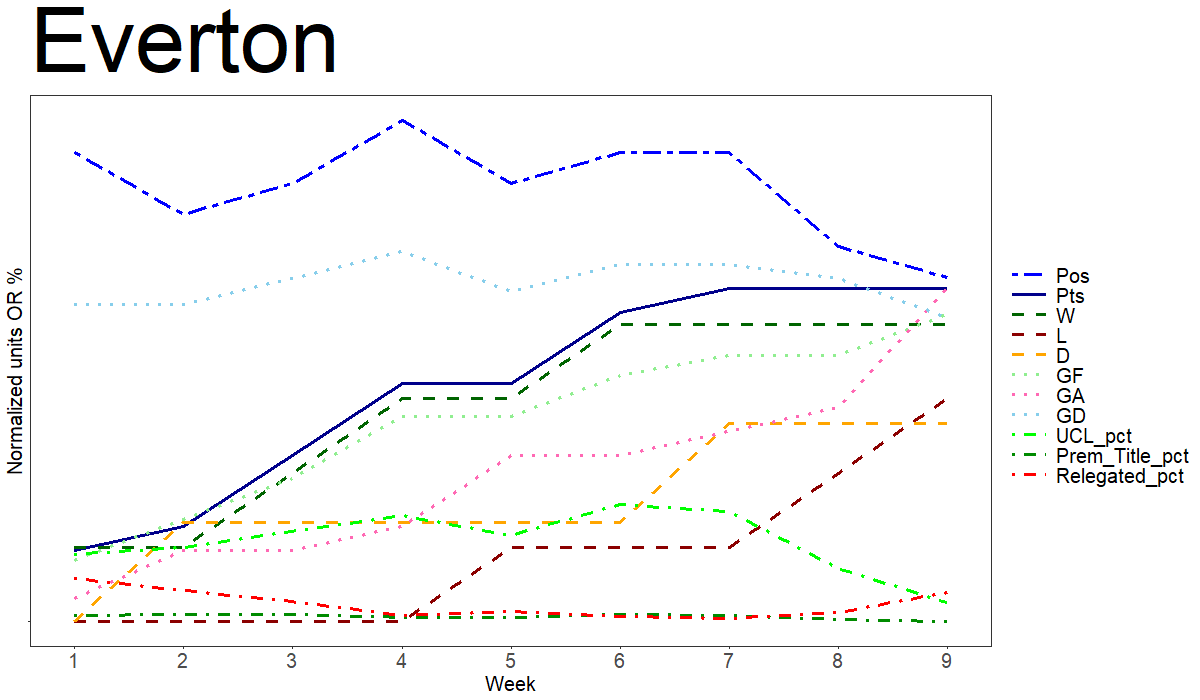 Everton
Normalized units OR %
1 2 3 4 5 6 7 8 9
Week
Pos
Pts
W
L
D
GF
GA
GD
UCL_pct
Prem_Title_pct
Relegated_pct